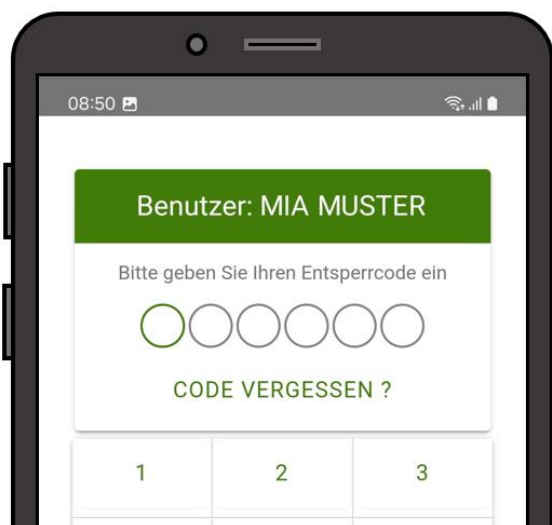 08:50
Benutzer: MIA MUSTER
Bitte geben Sie Ihren Entsperrcode ein
CODE VERGESSEN ?
1 2 3